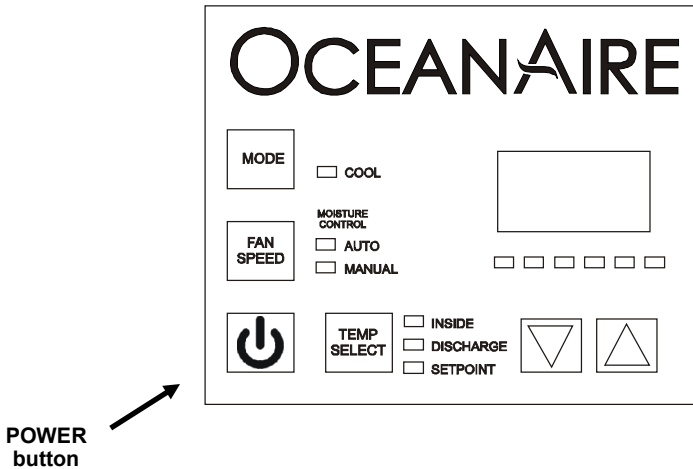 OCEANAIRE
MODE
COOL
MOISTURE
CONTROL
FAN
SPEED
AUTO
MANUAL
TEMP
SELECT
INSIDE
DISCHARGE
SETPOINT
POWER
button